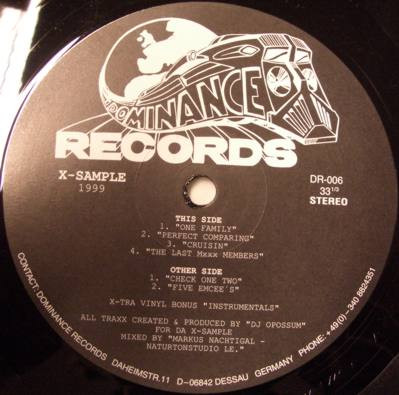 DOMINANCE
RECORDS
X-SAMPLE
1999
DR-006
33 1/3
STEREO
THIS SIDE
1. "ONE FAMILY"
2. "PERFECT COMPARING"
3. "CRUISIN"
4. "THE LAST Mxxx MEMBERS"
OTHER SIDE
1. "CHECK ONE TWO"
2. "FIVE EMCEE´S"
X-TRA VINYL BONUS "INSTRUMENTALS"
ALL TRAXX CREATED & PRODUCED BY "DJ OPOSSUM"
FOR DA X-SAMPLE
MIXED BY "MARKUS NACHTIGAL -
NATURTONSTUDIO LE."
CONTACT DOMINANCE RECORDS DAHEIMSTR.11 D-06842 DESSAU GERMANY PHONE: +49(0)- 340 8824351